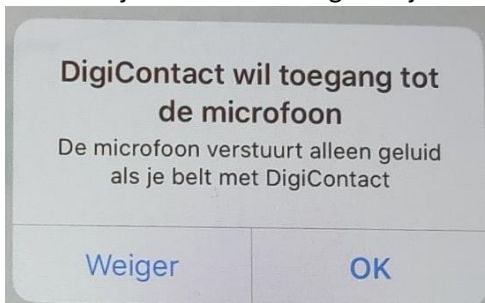 DigiContact wil toegang tot
de microfoon
De microfoon verstuurt alleen geluid
als je belt met DigiContact
Weiger
OK